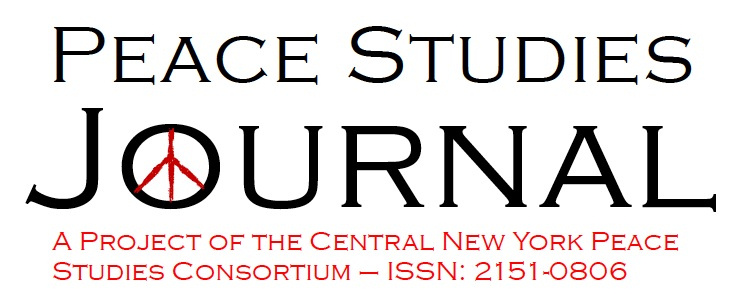 PEACE STUDIES
JOURNAL
A PROJECT OF THE CENTRAL NEW YORK PEACE
STUDIES CONSORTIUM – ISSN: 2151-0806